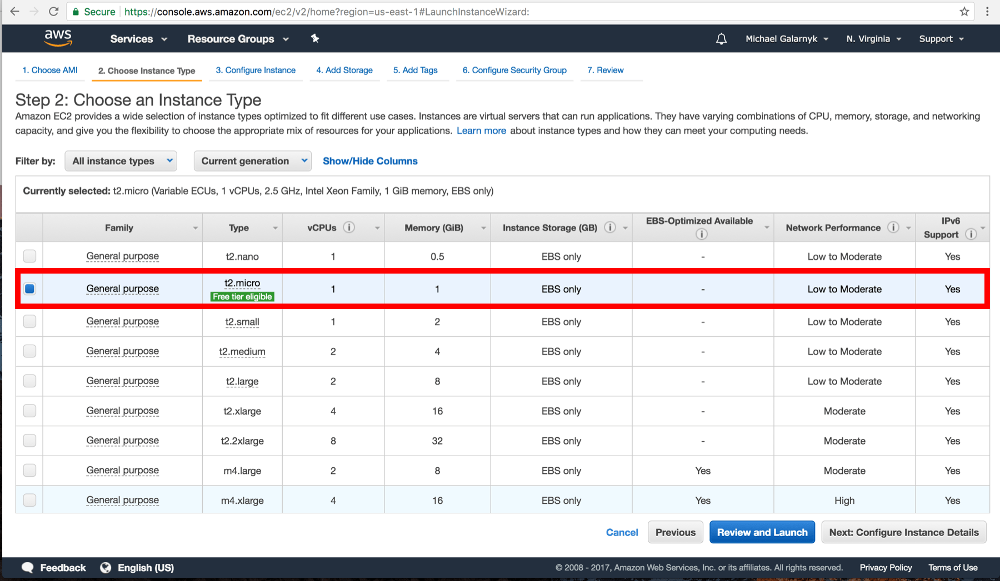 Secure https://console.aws.amazon.com/ec2/v2/home?region=us-east-1#LaunchInstanceWizard:
aws Services Resource Groups Michael Galarnyk N. Virginia Support
1. Choose AMI 2. Choose Instance Type 3. Configure Instance 4. Add Storage 5. Add Tags 6. Configure Security Group 7. Review
Step 2: Choose an Instance Type
Amazon EC2 provides a wide selection of instance types optimized to fit different use cases. Instances are virtual servers that can run applications. They have varying combinations of CPU, memory, storage, and networking
capacity, and give you the flexibility to choose the appropriate mix of resources for your applications. Learn more about instance types and how they can meet your computing needs.
Filter by: All instance types Current generation Show/Hide Columns
Currently selected: t2.micro (Variable ECUs, 1 vCPUs, 2.5 GHz, Intel Xeon Family, 1 GiB memory, EBS only)
Family Type vCPUs i Memory (GiB) Instance Storage (GB) i EBS-Optimized Available i Network Performance i IPv6 Support i
General purpose t2.nano 1 0.5 EBS only - Low to Moderate Yes
General purpose t2.micro Free tier eligible 1 1 EBS only - Low to Moderate Yes
General purpose t2.small 1 2 EBS only - Low to Moderate Yes
General purpose t2.medium 2 4 EBS only - Low to Moderate Yes
General purpose t2.large 2 8 EBS only - Low to Moderate Yes
General purpose t2.xlarge 4 16 EBS only - Moderate Yes
General purpose t2.2xlarge 8 32 EBS only - Moderate Yes
General purpose m4.large 2 8 EBS only Yes Moderate Yes
General purpose m4.xlarge 4 16 EBS only Yes High Yes
Cancel Previous Review and Launch Next: Configure Instance Details
Feedback English (US) © 2008 - 2017, Amazon Web Services, Inc. or its affiliates. All rights reserved. Privacy Policy Terms of Use